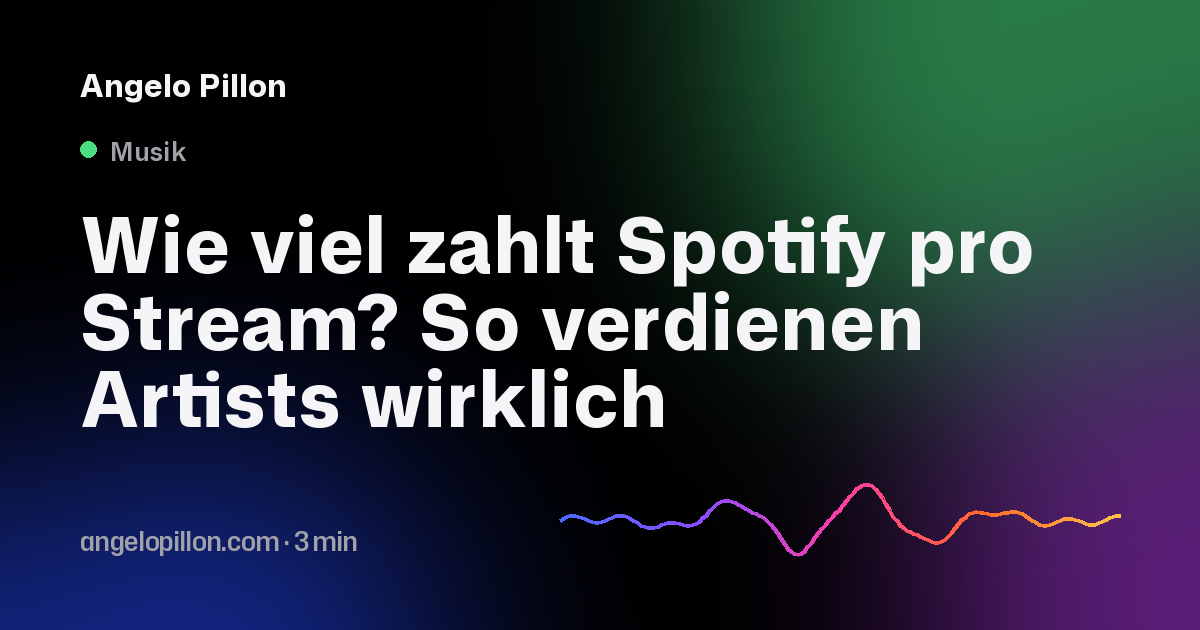 Angelo Pillon
Musik
Wie viel zahlt Spotify pro
Stream? So verdienen
Artists wirklich
angelopillon.com · 3 min